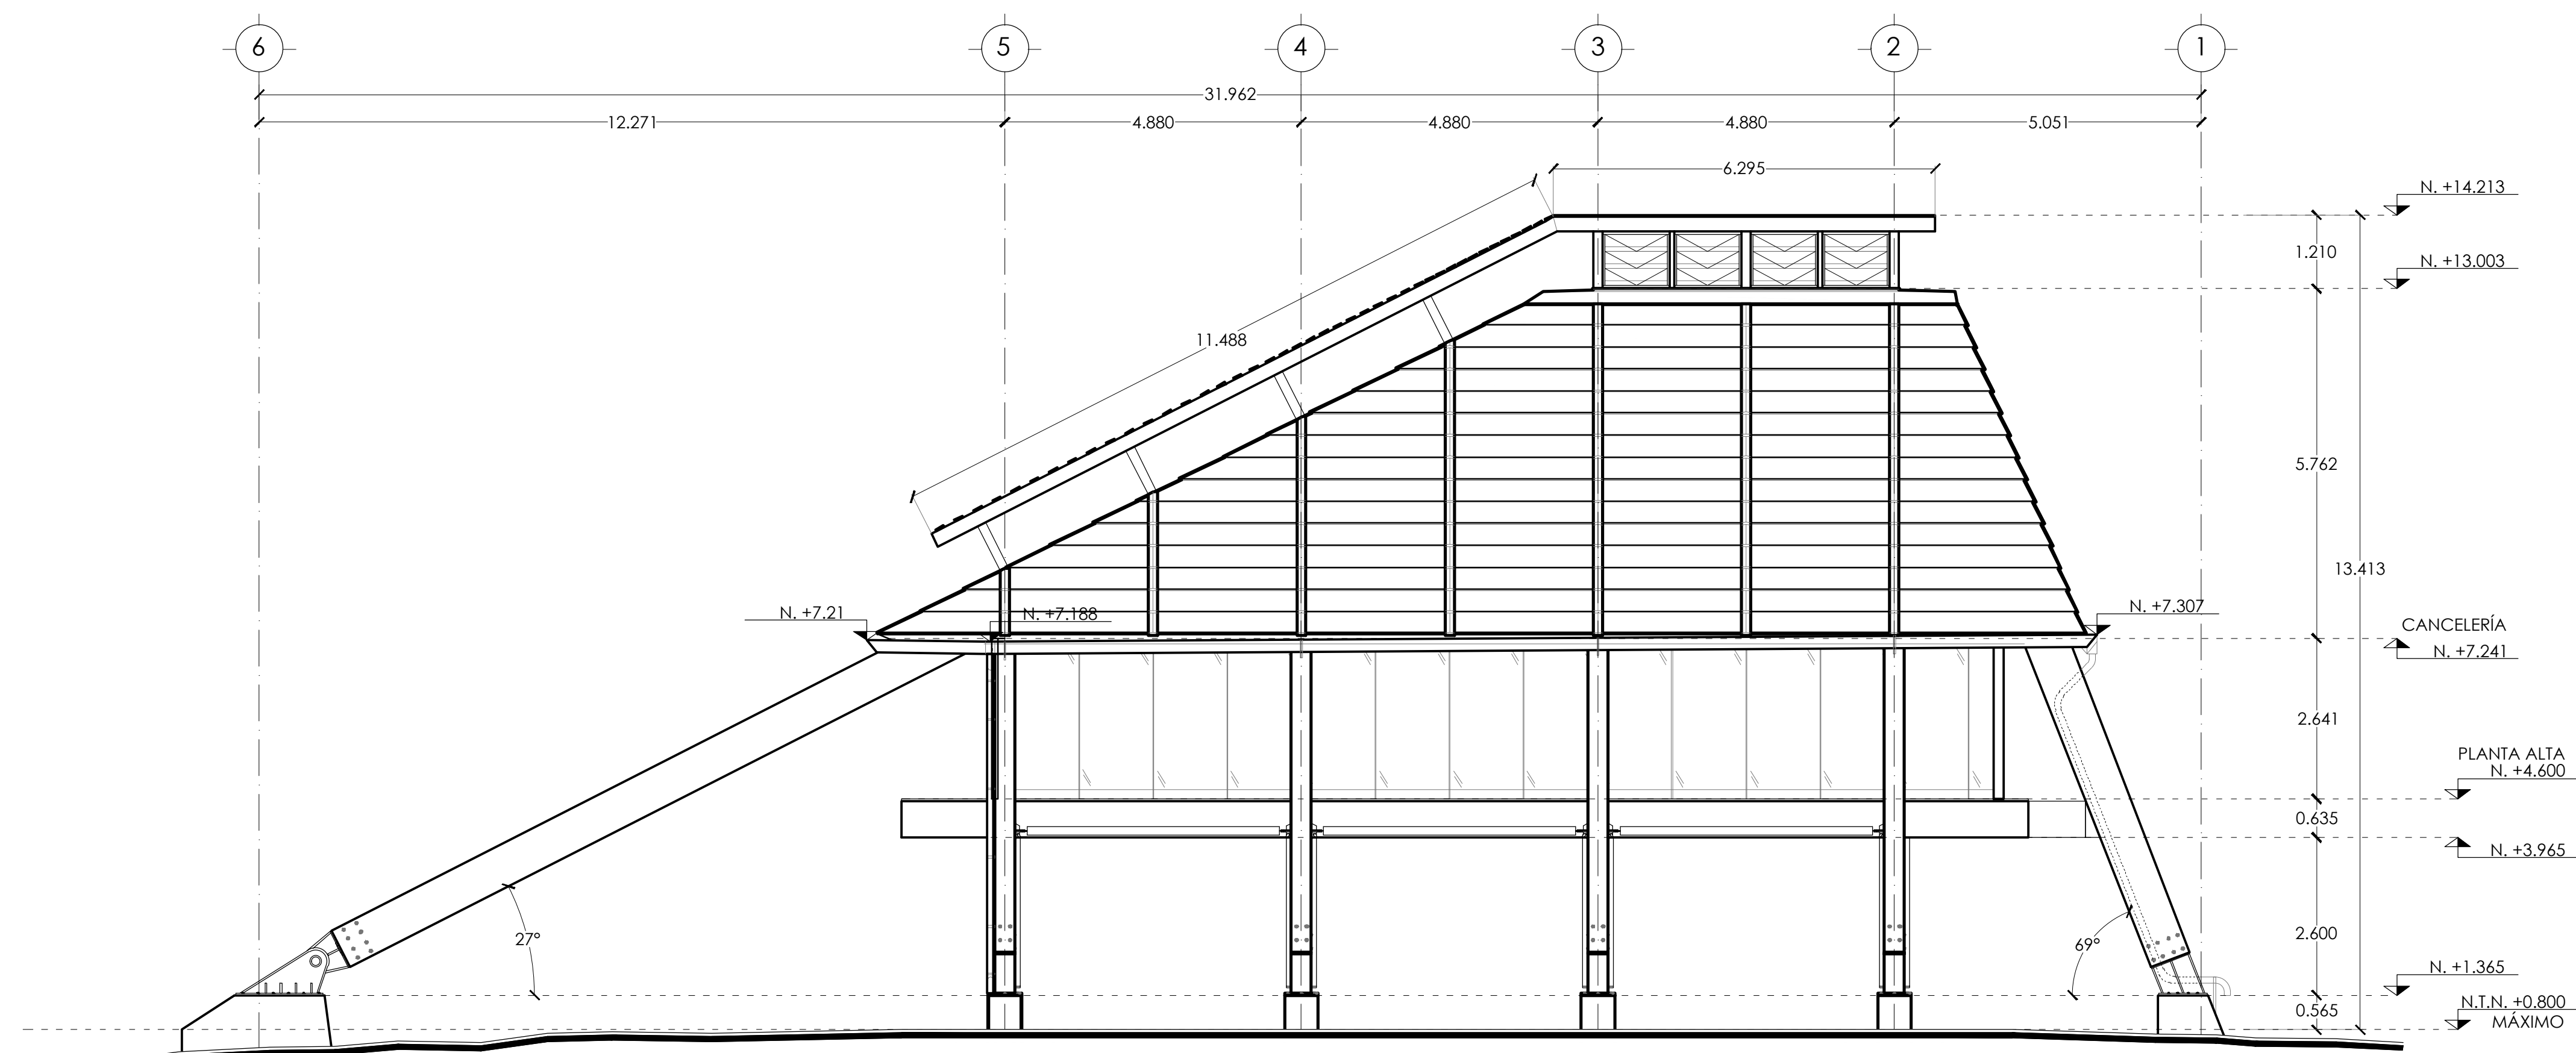 6
5
4
3
2
1
31.962
12.271
4.880
4.880
4.880
5.051
6.295
N. +14.213
1.210
N. +13.003
11.488
5.762
13.413
N. +7.21
N. +7.188
N. +7.307
CANCELERÍA
N. +7.241
2.641
PLANTA ALTA
N. +4.600
0.635
N. +3.965
27°
69°
2.600
N. +1.365
0.565
N.T.N. +0.800
MÁXIMO